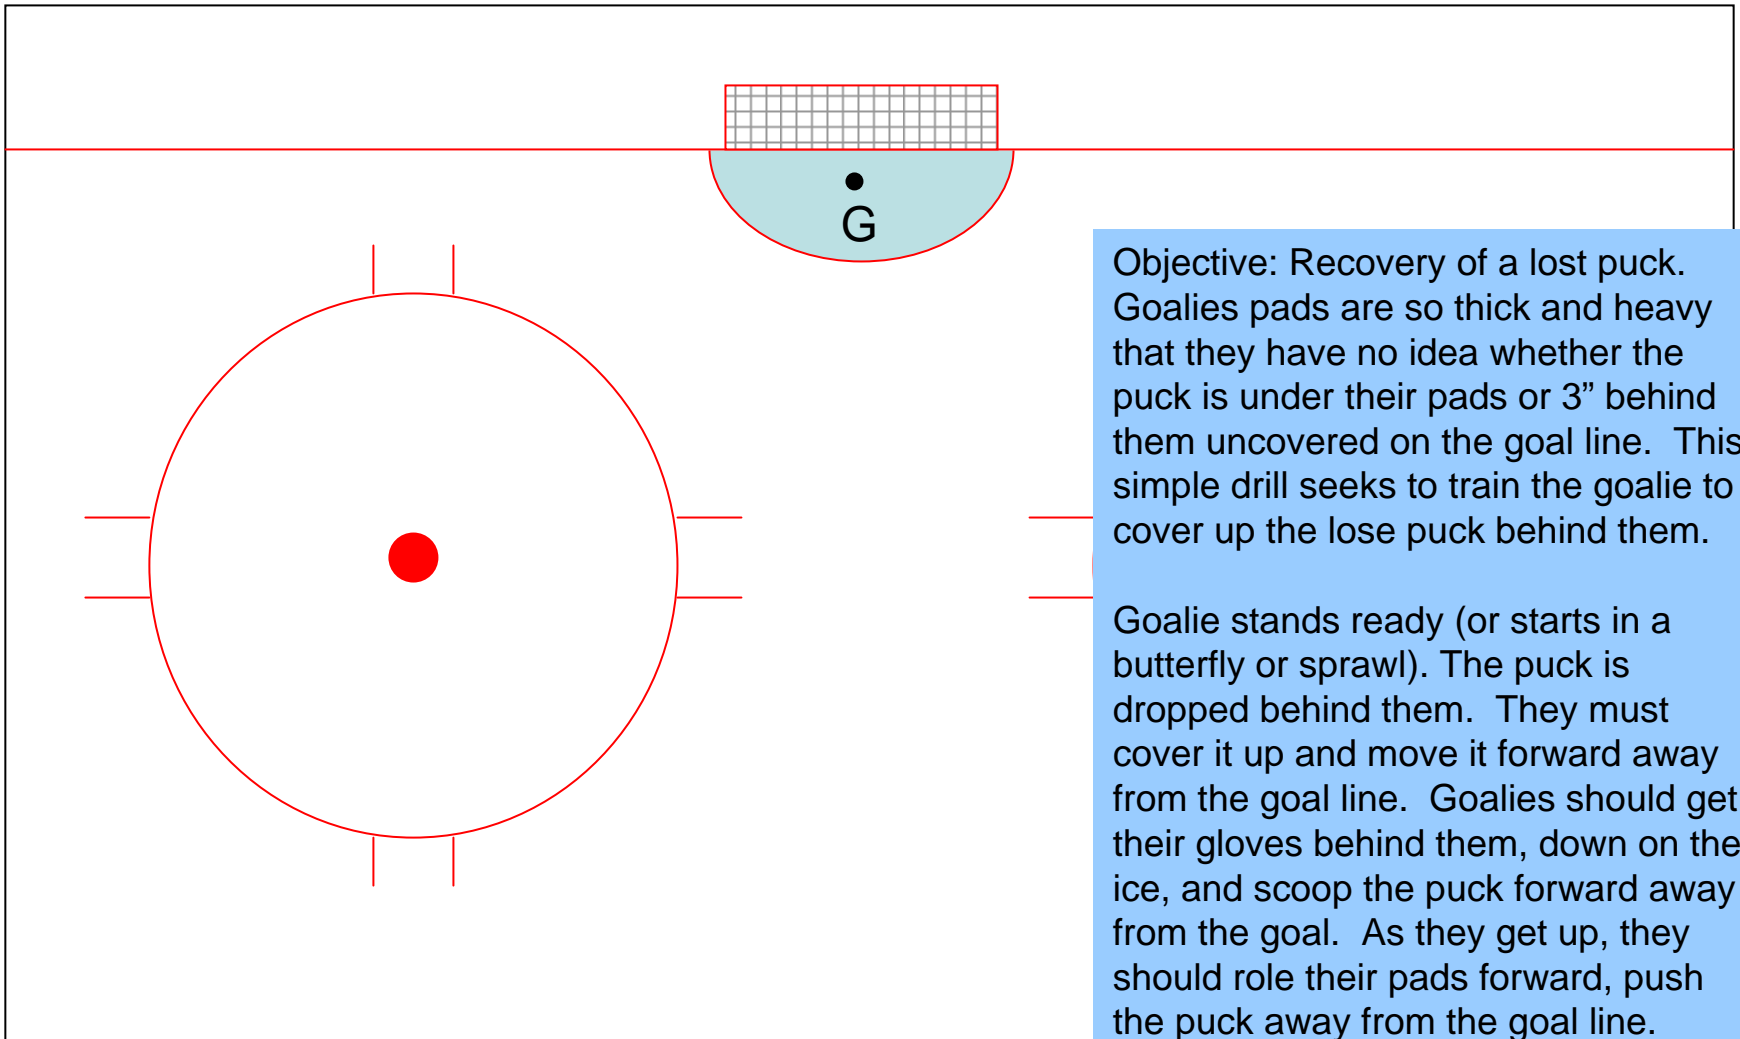 G
Objective: Recovery of a lost puck.
Goalies pads are so thick and heavy
that they have no idea whether the
puck is under their pads or 3” behind
them uncovered on the goal line.  This
simple drill seeks to train the goalie to
cover up the lose puck behind them.

Goalie stands ready (or starts in a
butterfly or sprawl). The puck is
dropped behind them.  They must
cover it up and move it forward away
from the goal line.  Goalies should get
their gloves behind them, down on the
ice, and scoop the puck forward away
from the goal.  As they get up, they
should role their pads forward, push
the puck away from the goal line.